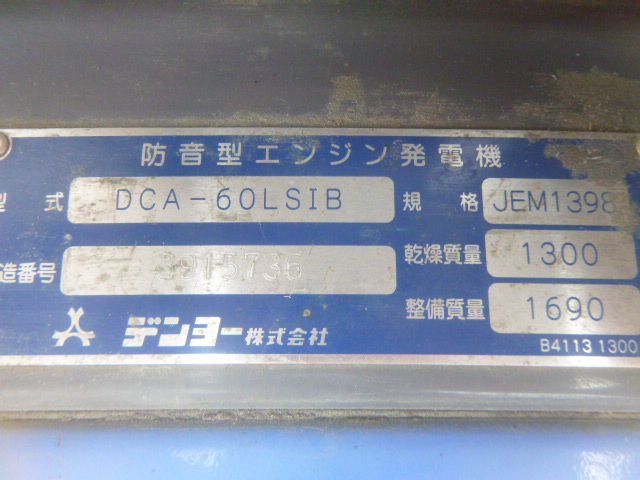 防音型エンジン発電機
型 式 DCA-60LSIB 規 格 JEM1398
造番号 3915736 乾燥質量 1300
整備質量 1690
デンヨー株式会社
B4113 1300